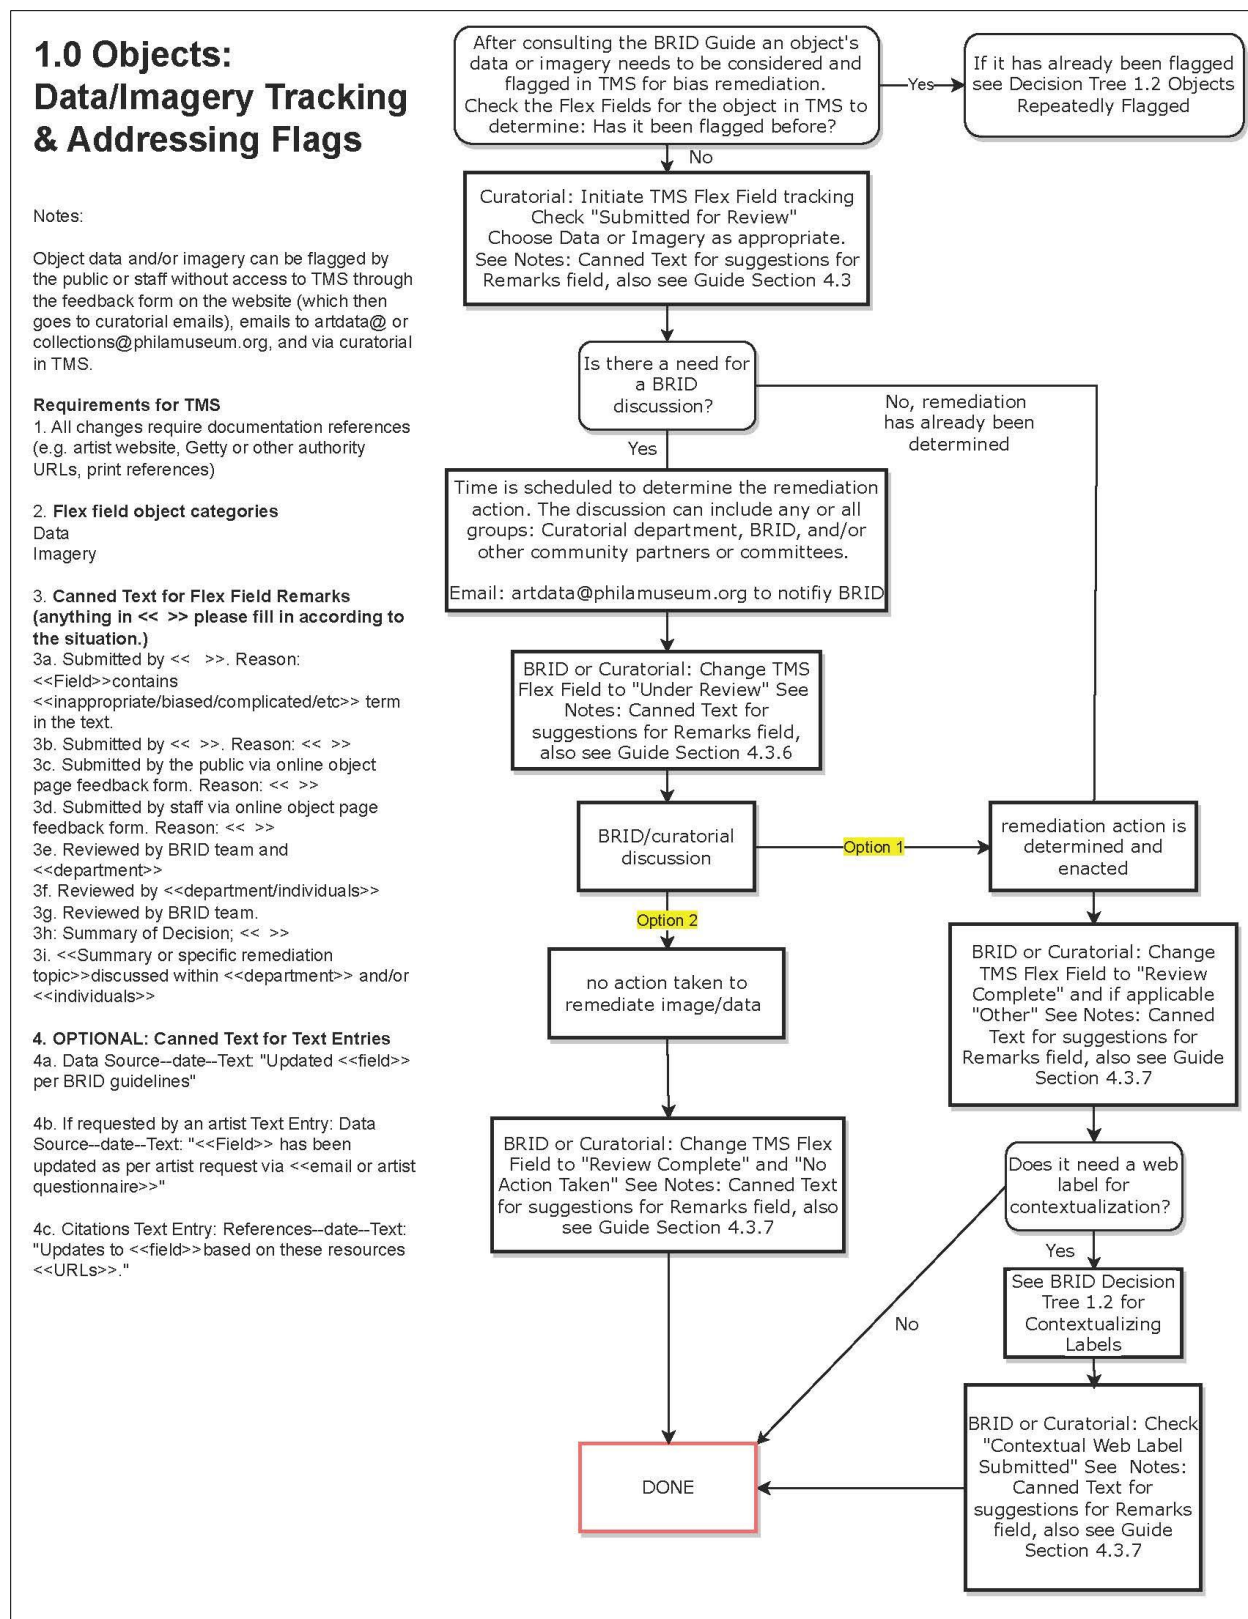 1.0 Objects:
Data/Imagery Tracking
& Addressing Flags
Notes:
Object data and/or imagery can be flagged by
the public or staff without access to TMS through
the feedback form on the website (which then
goes to curatorial emails), emails to artdata@ or
collections@philamuseum.org, and via curatorial
in TMS.
Requirements for TMS
1. All changes require documentation references
(e.g. artist website, Getty or other authority
URLs, print references)
2. Flex field object categories
Data
Imagery
3. Canned Text for Flex Field Remarks
(anything in << >> please fill in according to
the situation.)
3a. Submitted by << >>. Reason:
<<Field>>contains
<<inappropriate/biased/complicated/etc>> term
in the text.
3b. Submitted by << >>. Reason: << >>
3c. Submitted by the public via online object
page feedback form. Reason: << >>
3d. Submitted by staff via online object page
feedback form. Reason: << >>
3e. Reviewed by BRID team and
<<department>>
3f. Reviewed by <<department/individuals>>
3g. Reviewed by BRID team.
3h: Summary of Decision; << >>
3i. <<Summary or specific remediation
topic>>discussed within <<department>> and/or
<<individuals>>
4. OPTIONAL: Canned Text for Text Entries
4a. Data Source--date--Text: "Updated <<field>>
per BRID guidelines"
4b. If requested by an artist Text Entry: Data
Source--date--Text: "<<Field>> has been
updated as per artist request via <<email or artist
questionnaire>>"
4c. Citations Text Entry: References--date--Text:
"Updates to <<field>>based on these resources
<<URLs>>."
After consulting the BRID Guide an object's
data or imagery needs to be considered and
flagged in TMS for bias remediation.
Check the Flex Fields for the object in TMS to
determine: Has it been flagged before?
Yes
If it has already been flagged
see Decision Tree 1.2 Objects
Repeatedly Flagged
No
Curatorial: Initiate TMS Flex Field tracking
Check "Submitted for Review"
Choose Data or Imagery as appropriate.
See Notes: Canned Text for suggestions for
Remarks field, also see Guide Section 4.3
Is there a need for
a BRID
discussion?
No, remediation
has already been
determined
Yes
Time is scheduled to determine the remediation
action. The discussion can include any or all
groups: Curatorial department, BRID, and/or
other community partners or committees.
Email: artdata@philamuseum.org to notifiy BRID
BRID or Curatorial: Change TMS
Flex Field to "Under Review" See
Notes: Canned Text for
suggestions for Remarks field,
also see Guide Section 4.3.6
BRID/curatorial
discussion
Option 1
remediation action is
determined and
enacted
Option 2
no action taken to
remediate image/data
BRID or Curatorial: Change
TMS Flex Field to "Review
Complete" and if applicable
"Other" See Notes: Canned
Text for suggestions for
Remarks field, also see Guide
Section 4.3.7
BRID or Curatorial: Change TMS Flex
Field to "Review Complete" and "No
Action Taken" See Notes: Canned Text
for suggestions for Remarks field, also
see Guide Section 4.3.7
Does it need a web
label for
contextualization?
Yes
No
See BRID Decision
Tree 1.2 for
Contextualizing
Labels
BRID or Curatorial: Check
"Contextual Web Label
Submitted" See Notes:
Canned Text for
suggestions for Remarks
field, also see Guide
Section 4.3.7
DONE